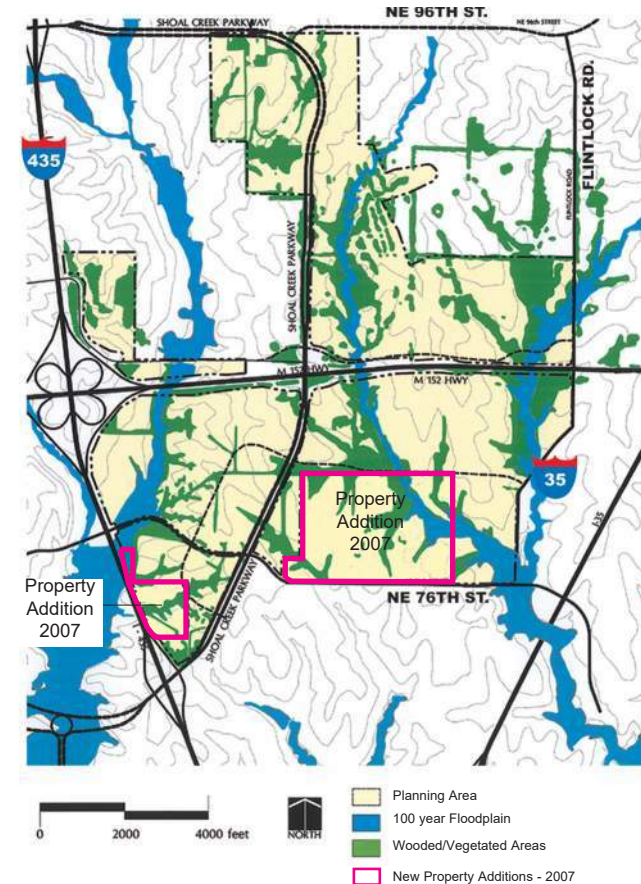 NE 96TH ST.
SHOAL CREEK PARKWAY
NE 96th STREET
FLINTLOCK RD.
435
FLINTLOCK ROAD
SHOAL CREEK PARKWAY
M 152 HWY
M 152 HWY
35
Property
Addition
2007
635
Property
Addition
2007
SHOAL CREEK PARKWAY
NE 76TH ST.
0
2000
4000 feet
NORTH
Planning Area
100 year Floodplain
Wooded/Vegetated Areas
New Property Additions - 2007